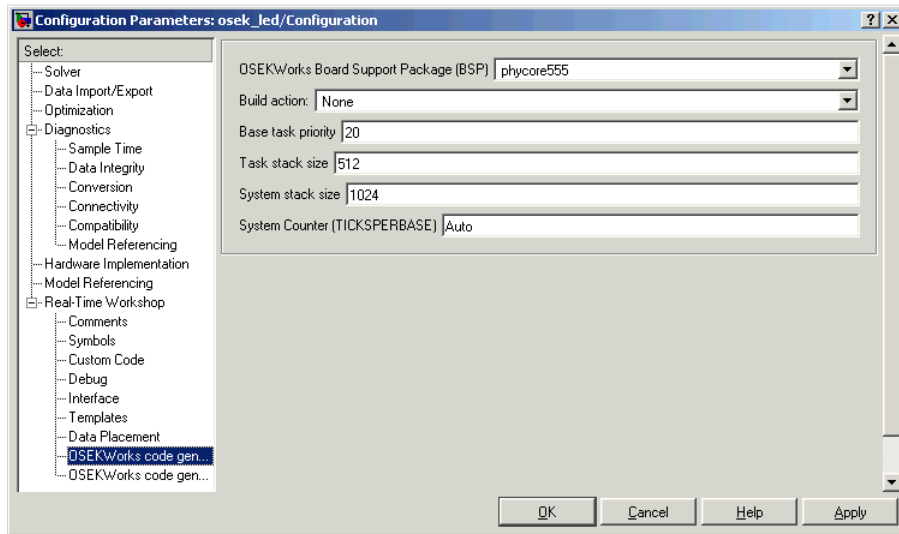 Configuration Parameters: osek_led/Configuration
Select:
Solver
Data Import/Export
Optimization
Diagnostics
Sample Time
Data Integrity
Conversion
Connectivity
Compatibility
Model Referencing
Hardware Implementation
Model Referencing
Real-Time Workshop
Comments
Symbols
Custom Code
Debug
Interface
Templates
Data Placement
OSEKWorks code gen...
OSEKWorks code gen...
OSEKWorks Board Support Package (BSP) phycore555
Build action: None
Base task priority 20
Task stack size 512
System stack size 1024
System Counter (TICKSPERBASE) Auto
OK Cancel Help Apply